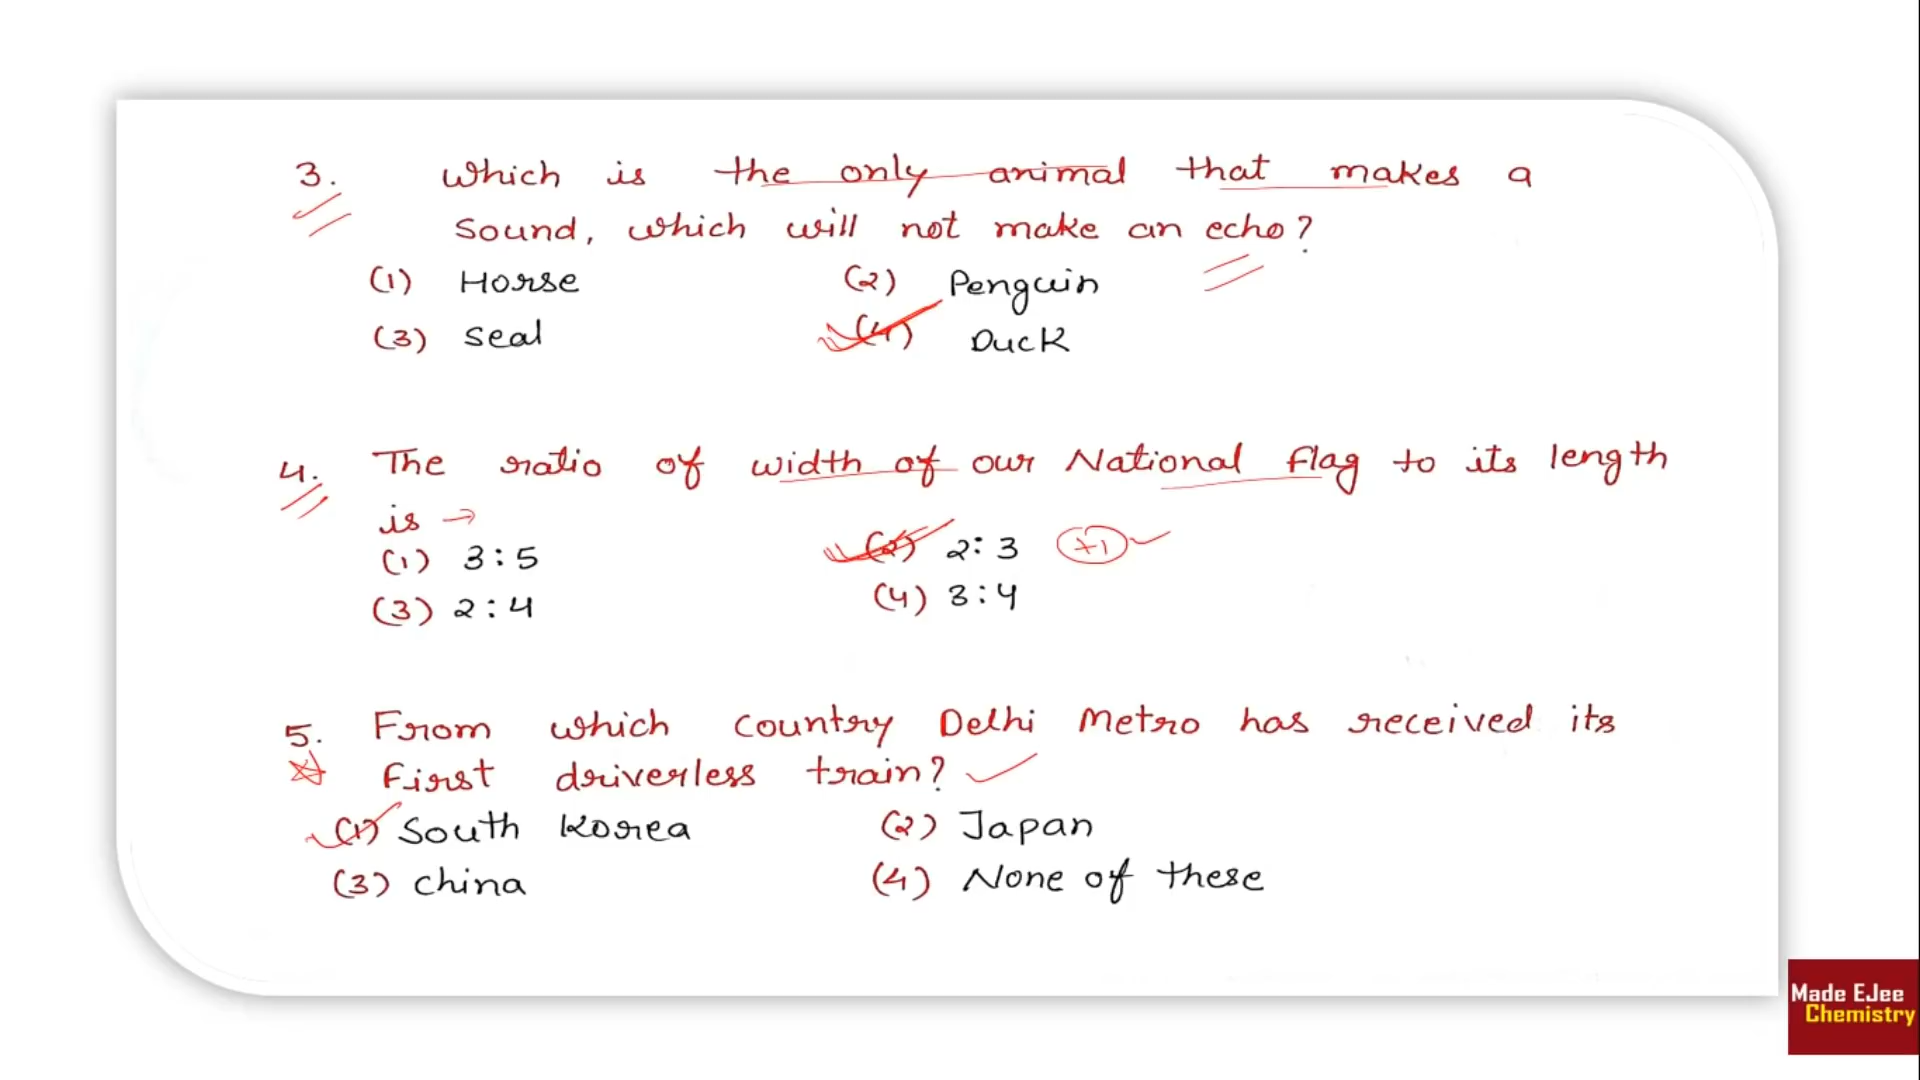 3. Which is the only animal that makes a
Sound, which will not make an echo?
(1) Horse (2) Penguin
(3) Seal (4) Duck
4. The ratio of width of our National Flag to its length
is →
(1) 3:5 (2) 2:3 +1
(3) 2:4 (4) 3:4
5. From which country Delhi Metro has received its
First driverless train?
(1) South Korea (2) Japan
(3) China (4) None of these
Made EJee
Chemistry